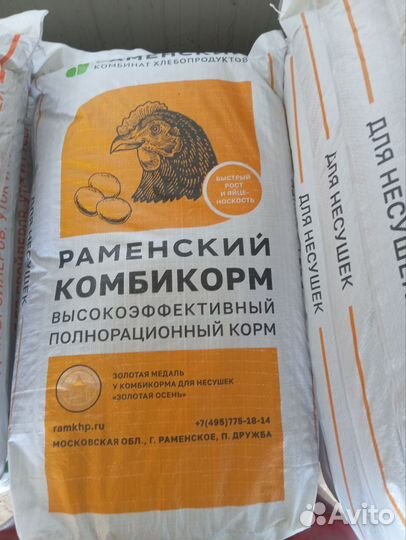 РАМЕНСКИЙ
КОМБИНАТ ХЛЕБОПРОДУКТОВ
БЫСТРЫЙ
РОСТ
И ЯЙЦЕ-
НОСКОСТЬ
РАМЕНСКИЙ
КОМБИКОРМ
ВЫСОКОЭФФЕКТИВНЫЙ
ПОЛНОРАЦИОННЫЙ КОРМ
ЗОЛОТАЯ МЕДАЛЬ
У КОМБИКОРМА ДЛЯ НЕСУШЕК
«ЗОЛОТАЯ ОСЕНЬ»
ramkhp.ru
+7(495)775-18-14
МОСКОВСКАЯ ОБЛ., Г. РАМЕНСКОЕ, П. ДРУЖБА
ДЛЯ НЕСУШЕК
ДЛЯ НЕСУШЕК
Avito